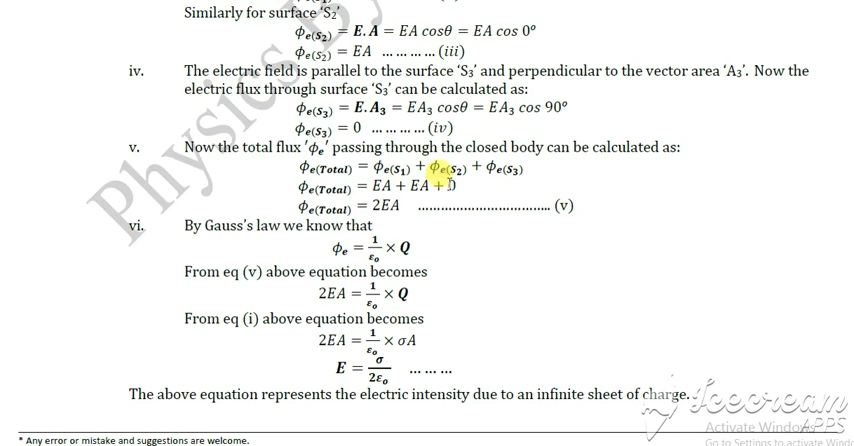 Similarly for surface 'S₂'
ϕₑ(S₂) = E.A = EA cosθ = EA cos 0°
ϕₑ(S₂) = EA ... ... ... ... (iii)
iv. The electric field is parallel to the surface 'S₃' and perpendicular to the vector area 'A₃'. Now the
electric flux through surface 'S₃' can be calculated as:
ϕₑ(S₃) = E.A₃ = EA₃ cosθ = EA₃ cos 90°
ϕₑ(S₃) = 0 ... ... ... ... (iv)
v. Now the total flux 'ϕₑ' passing through the closed body can be calculated as:
ϕₑ(Total) = ϕₑ(S₁) + ϕₑ(S₂) + ϕₑ(S₃)
ϕₑ(Total) = EA + EA + 0
ϕₑ(Total) = 2EA ....................................... (v)
vi. By Gauss's law we know that
ϕₑ = 1/εₒ × Q
From eq (v) above equation becomes
2EA = 1/εₒ × Q
From eq (i) above equation becomes
2EA = 1/εₒ × σA
E = σ/2εₒ ... ... ...
The above equation represents the electric intensity due to an infinite sheet of charge.
* Any error or mistake and suggestions are welcome.
Physics By
Icecream
APPS
Activate Windows
Go to Settings to activate Wind